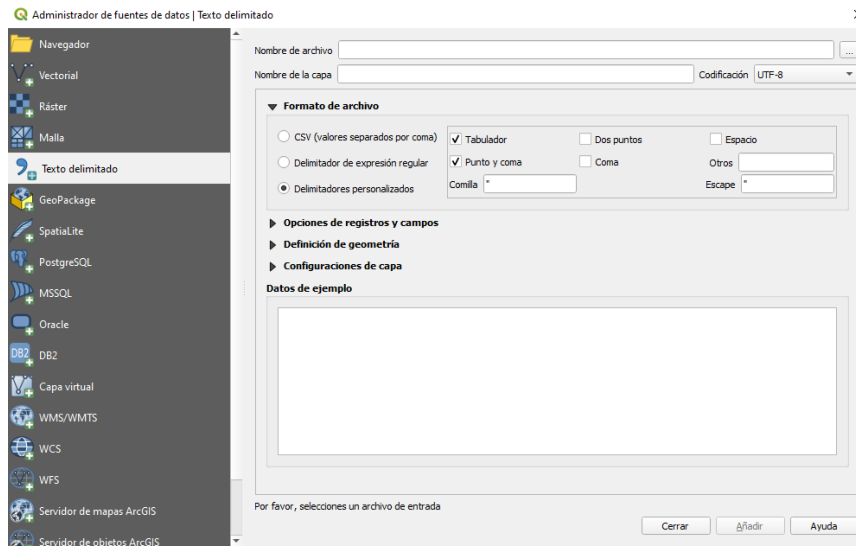 Administrador de fuentes de datos | Texto delimitado
Navegador
Vectorial
Ráster
Malla
Texto delimitado
GeoPackage
SpatiaLite
PostgreSQL
MSSQL
Oracle
DB2 DB2
Capa virtual
WMS/WMTS
WCS
WFS
Servidor de mapas ArcGIS
Servidor de objetos ArcGIS
Nombre de archivo ...
Nombre de la capa Codificación UTF-8
Formato de archivo
CSV (valores separados por coma) Tabulador Dos puntos Espacio
Delimitador de expresión regular Punto y coma Coma Otros
Delimitadores personalizados Comilla " Escape "
Opciones de registros y campos
Definición de geometría
Configuraciones de capa
Datos de ejemplo
Por favor, selecciones un archivo de entrada
Cerrar Añadir Ayuda